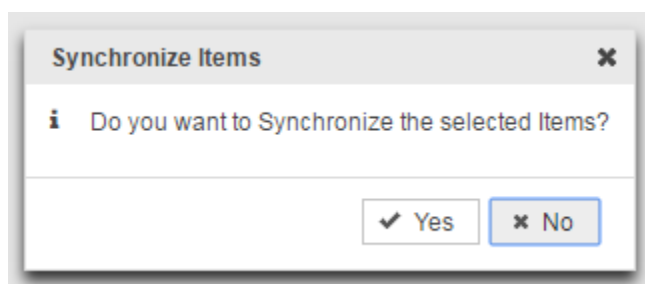 Synchronize Items
Do you want to Synchronize the selected Items?
Yes No